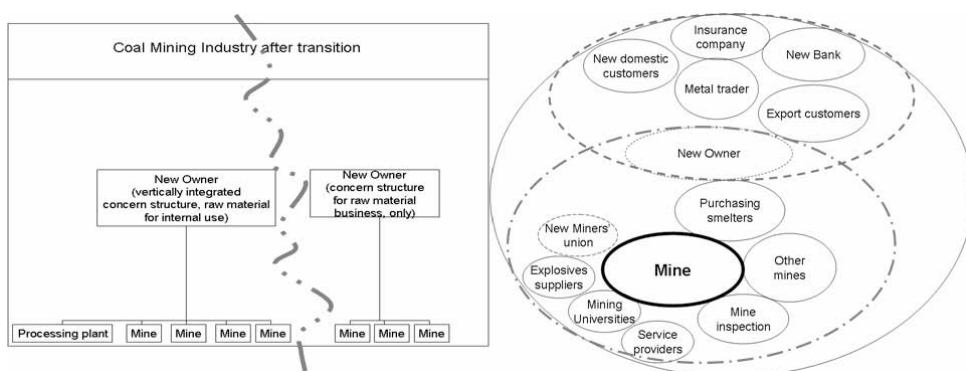 Coal Mining Industry after transition
New Owner
(vertically integrated
concern structure, raw material
for internal use)
New Owner
(concern structure
for raw material
business, only)
Processing plant
Mine
Mine
Mine
Mine
Mine
Mine
Mine
Insurance
company
New domestic
customers
New Bank
Metal trader
Export customers
New Owner
Purchasing
smelters
New Miners'
union
Mine
Other
mines
Explosives
suppliers
Mining
Universities
Mine
inspection
Service
providers